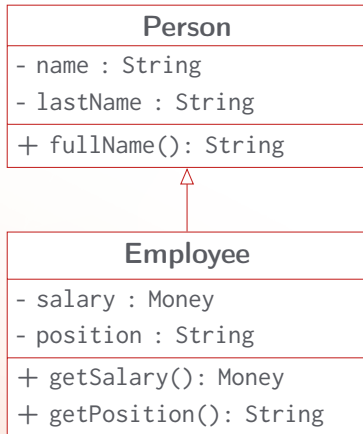 Person
- name : String
- lastName : String
+ fullName(): String
Employee
- salary : Money
- position : String
+ getSalary(): Money
+ getPosition(): String